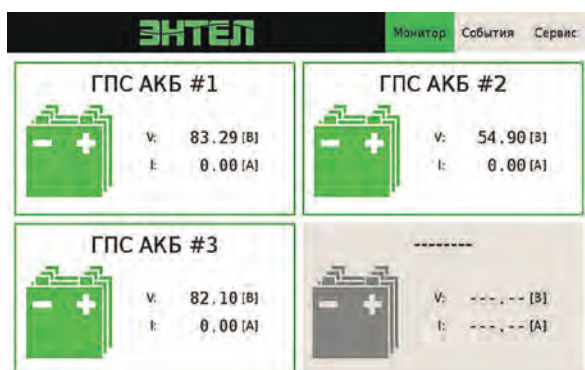 ЭНТЕЛ
Монитор События Сервис
ГПС АКБ #1
V: 83.29 [В]
I: 0.00 [А]
ГПС АКБ #2
V: 54.90 [В]
I: 0.00 [А]
ГПС АКБ #3
V: 82.10 [В]
I: 0.00 [А]
--------
V: ---.-- [В]
I: ---.-- [А]